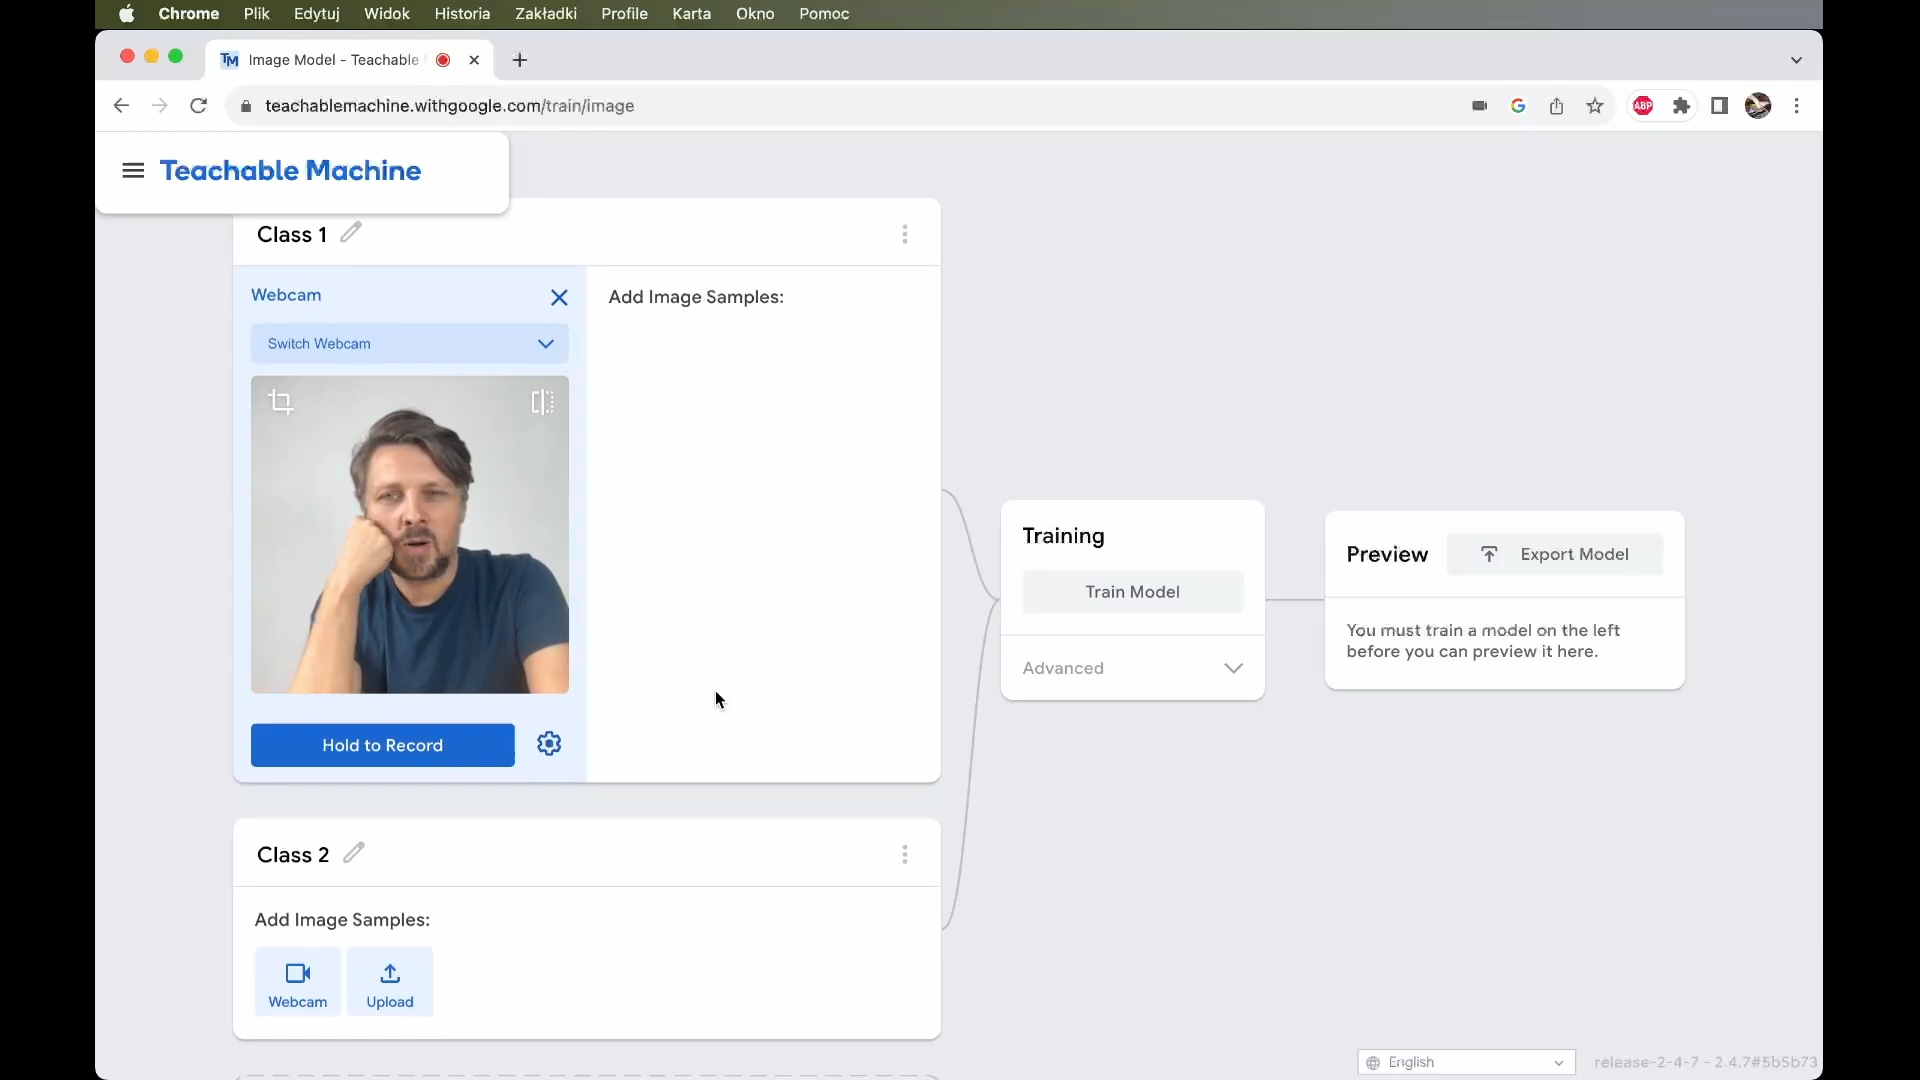 Chrome Plik Edytuj Widok Historia Zakładki Profile Karta Okno Pomoc
TM Image Model - Teachable
teachablemachine.withgoogle.com/train/image
G
ABP
Teachable Machine
Class 1
Webcam
Add Image Samples:
Switch Webcam
Hold to Record
Training
Train Model
Advanced
Preview
Export Model
You must train a model on the left
before you can preview it here.
Class 2
Add Image Samples:
Webcam
Upload
English
release-2-4-7 - 2.4.7#5b5b73